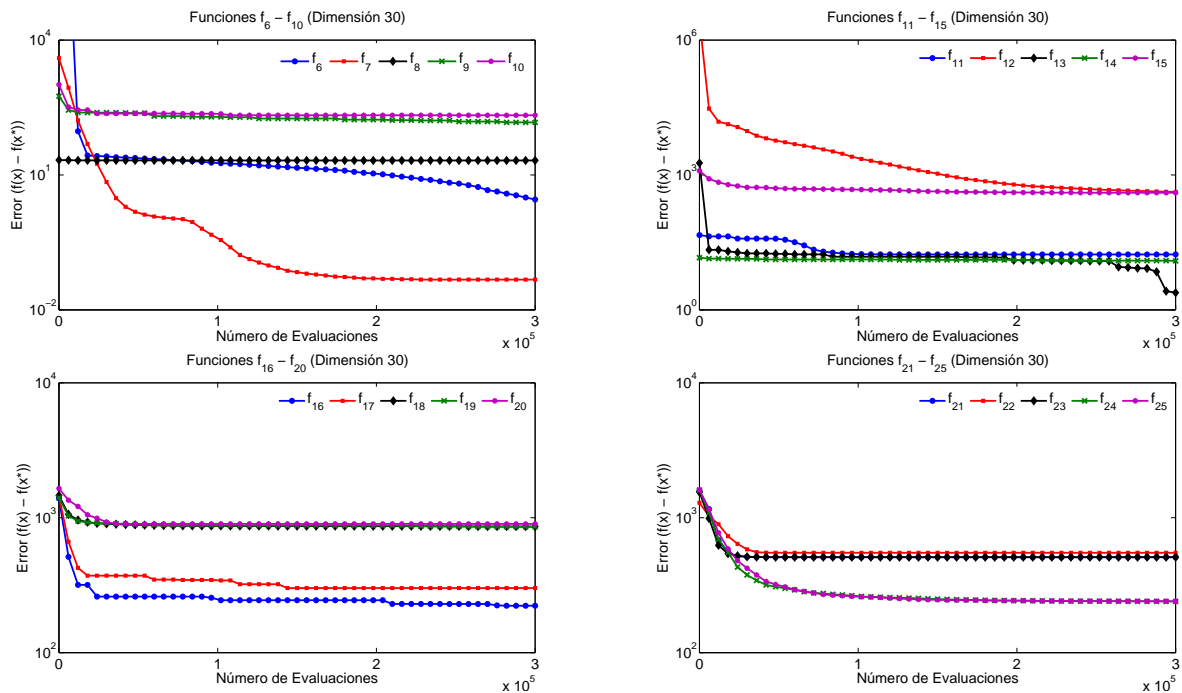 Funciones f6 − f10 (Dimensión 30)
10^4
f6 f7 f8 f9 f10
10^1
10^−2
Error (f(x) − f(x*))
0 1 2 3
Número de Evaluaciones
x 10^5
Funciones f11 − f15 (Dimensión 30)
10^6
f11 f12 f13 f14 f15
10^3
10^0
Error (f(x) − f(x*))
0 1 2 3
Número de Evaluaciones
x 10^5
Funciones f16 − f20 (Dimensión 30)
10^4
f16 f17 f18 f19 f20
10^3
10^2
Error (f(x) − f(x*))
0 1 2 3
Número de Evaluaciones
x 10^5
Funciones f21 − f25 (Dimensión 30)
10^4
f21 f22 f23 f24 f25
10^3
10^2
Error (f(x) − f(x*))
0 1 2 3
Número de Evaluaciones
x 10^5